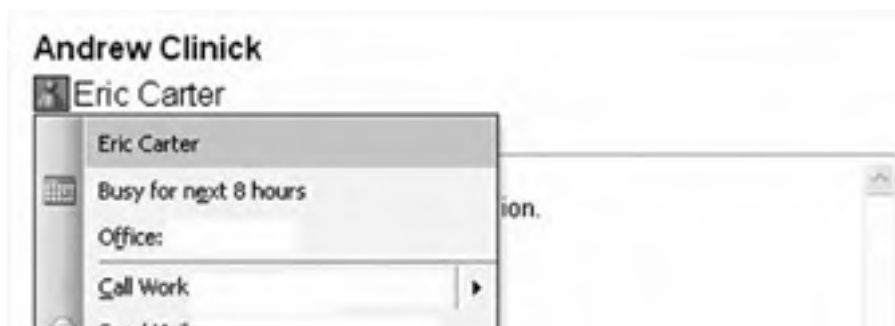 Andrew Clinick
Eric Carter
Eric Carter
Busy for next 8 hours
ion.
Office:
Call Work